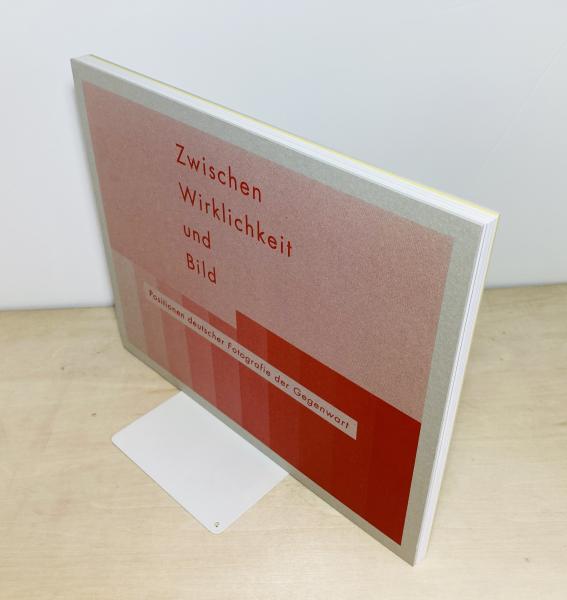 Zwischen
Wirklichkeit
und
Bild
Positionen deutscher Fotografie der Gegenwart